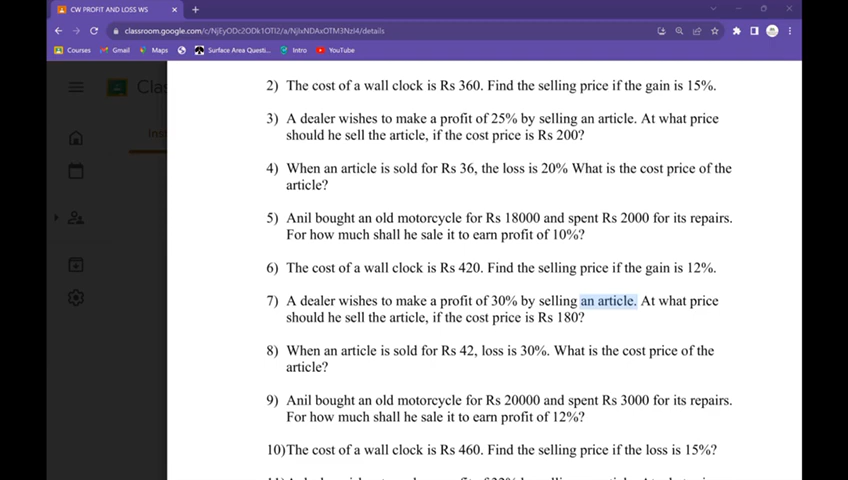 CW PROFIT AND LOSS WS
classroom.google.com/c/NjEyODc2ODk1OTI2/a/NjIxNDAxOTM3NzI4/details
Courses Gmail Maps Surface Area Questi... Intro YouTube
Clas
2) The cost of a wall clock is Rs 360. Find the selling price if the gain is 15%.
3) A dealer wishes to make a profit of 25% by selling an article. At what price
should he sell the article, if the cost price is Rs 200?
4) When an article is sold for Rs 36, the loss is 20% What is the cost price of the
article?
5) Anil bought an old motorcycle for Rs 18000 and spent Rs 2000 for its repairs.
For how much shall he sale it to earn profit of 10%?
6) The cost of a wall clock is Rs 420. Find the selling price if the gain is 12%.
7) A dealer wishes to make a profit of 30% by selling an article. At what price
should he sell the article, if the cost price is Rs 180?
8) When an article is sold for Rs 42, loss is 30%. What is the cost price of the
article?
9) Anil bought an old motorcycle for Rs 20000 and spent Rs 3000 for its repairs.
For how much shall he sale it to earn profit of 12%?
10)The cost of a wall clock is Rs 460. Find the selling price if the loss is 15%?